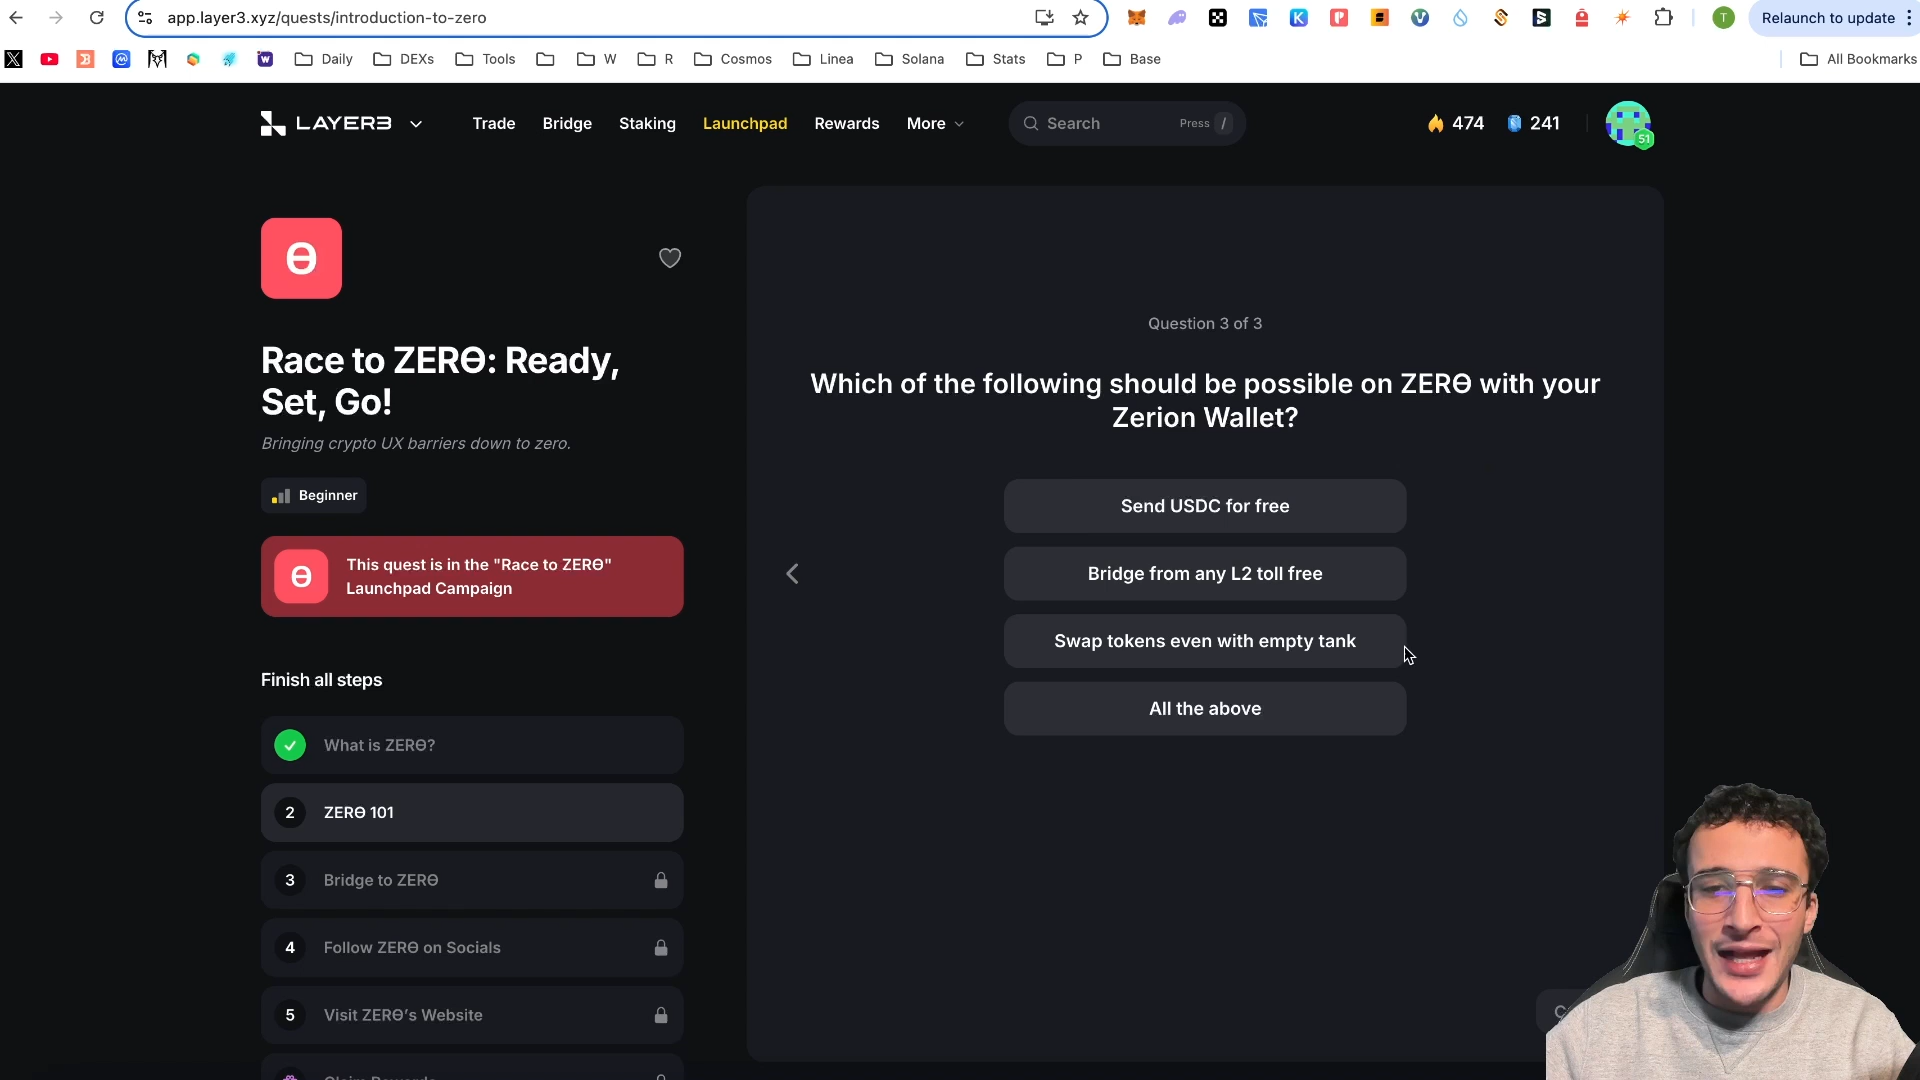 app.layer3.xyz/quests/introduction-to-zero
T
Relaunch to update
Daily
DEXs
Tools
W
R
Cosmos
Linea
Solana
Stats
P
Base
All Bookmarks
LAYER3
Trade
Bridge
Staking
Launchpad
Rewards
More
Search
Press /
474
241
51
Race to ZERϴ: Ready,
Set, Go!
Bringing crypto UX barriers down to zero.
Beginner
This quest is in the "Race to ZERϴ"
Launchpad Campaign
Finish all steps
What is ZERϴ?
2 ZERϴ 101
3 Bridge to ZERϴ
4 Follow ZERϴ on Socials
5 Visit ZERϴ’s Website
Question 3 of 3
Which of the following should be possible on ZERϴ with your
Zerion Wallet?
Send USDC for free
Bridge from any L2 toll free
Swap tokens even with empty tank
All the above